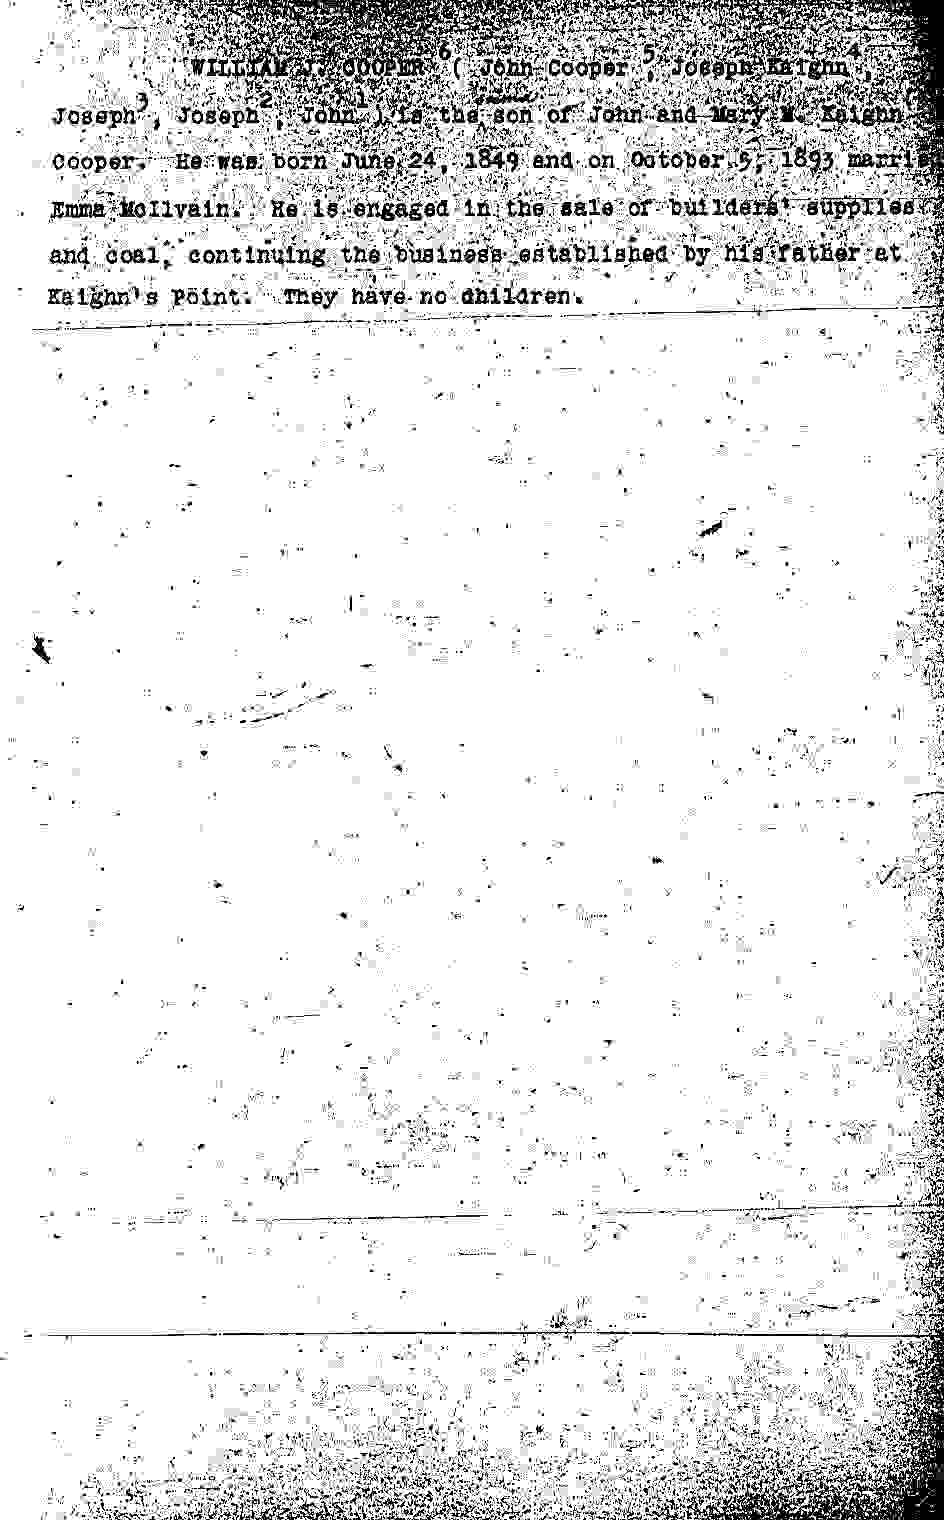 WILLIAM J. COOPER 6 ( John Cooper 5, Joseph Kaighn 4,
Joseph 3, Joseph 2, John 1 ) is the second son of John and Mary M. Kaighn
Cooper. He was born June 24, 1849 and on October 5, 1893 marrie
Emma McIlvain. He is engaged in the sale of builders' supplies
and coal, continuing the business established by his father at
Kaighn's Point. They have no children.